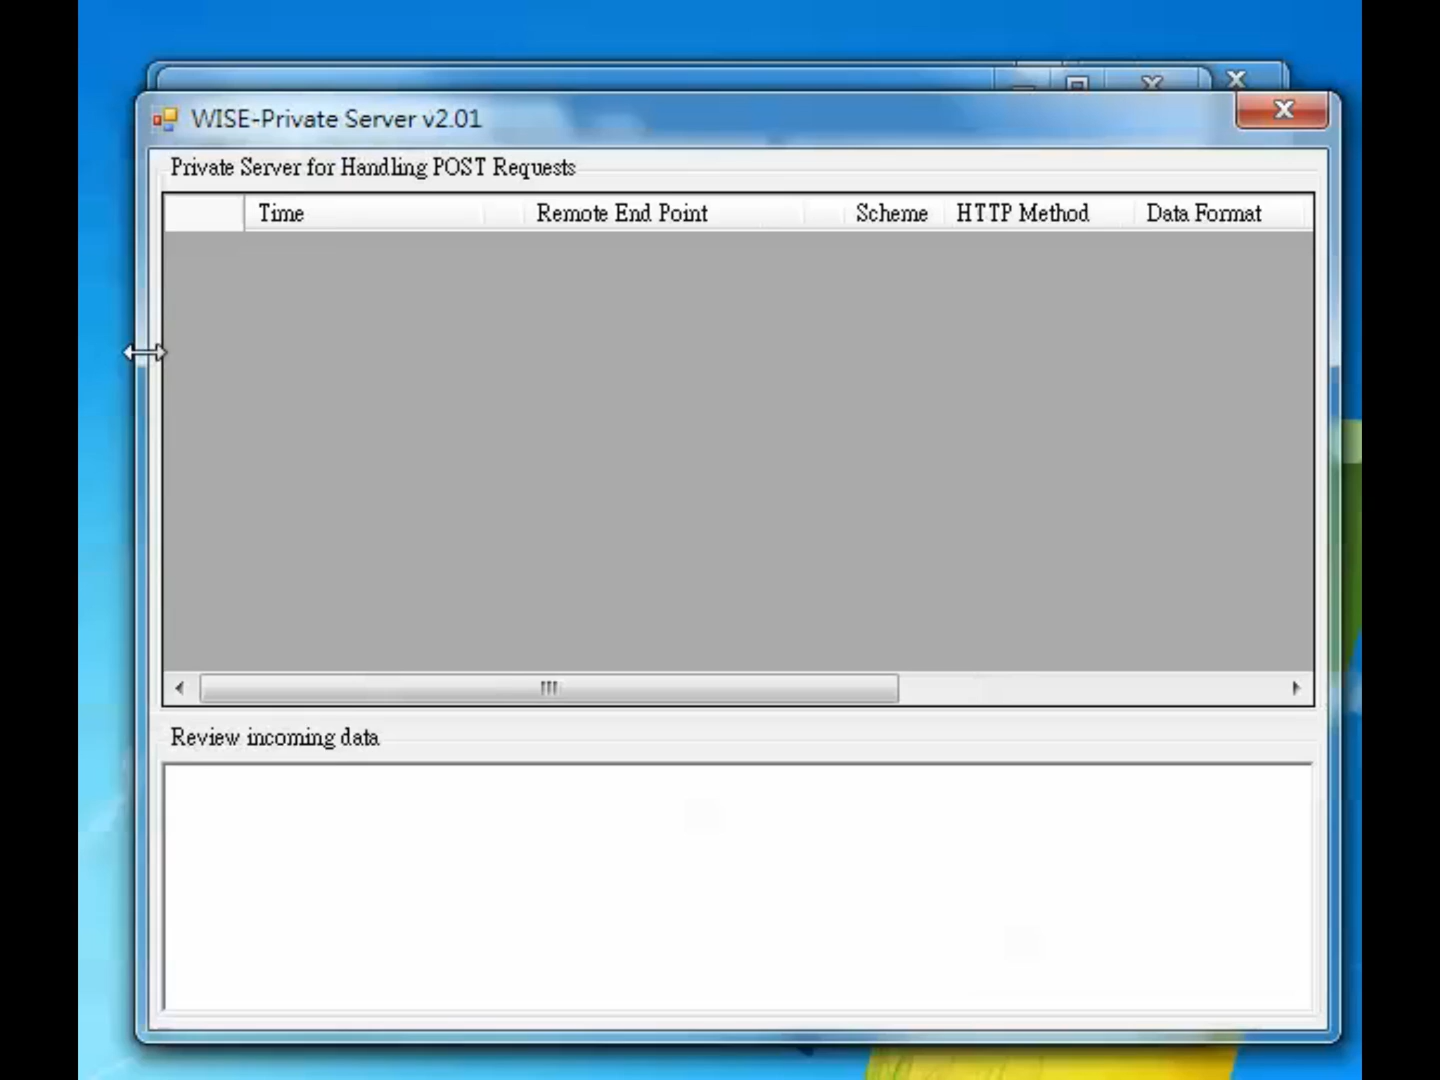 WISE-Private Server v2.01
Private Server for Handling POST Requests
Time Remote End Point Scheme HTTP Method Data Format
Review incoming data